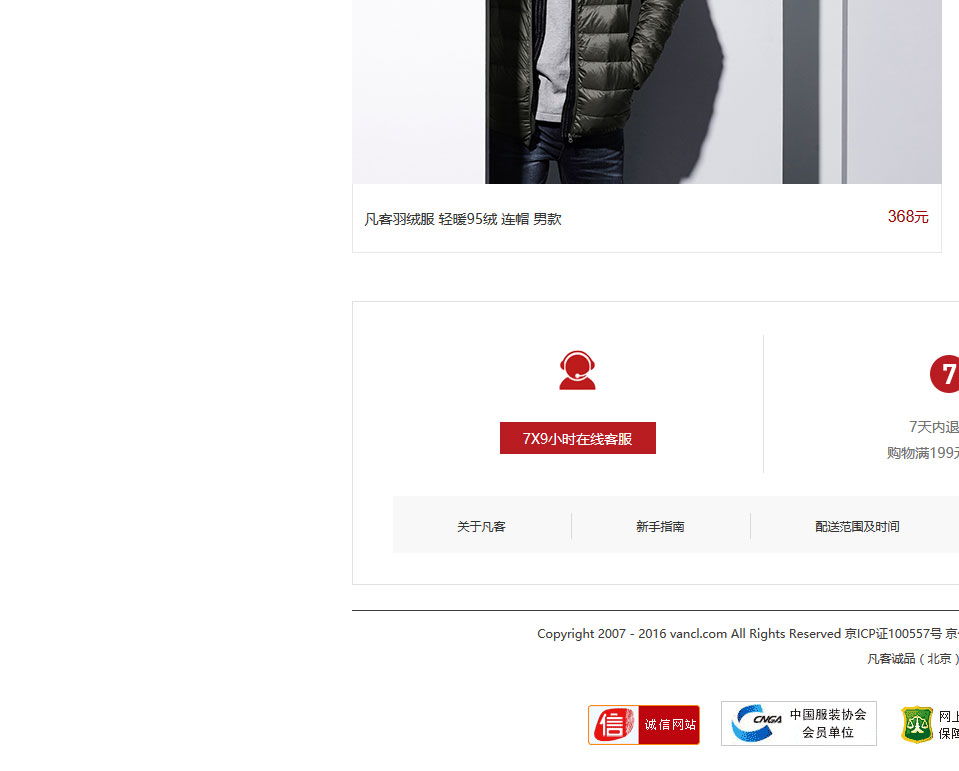 凡客羽绒服 轻暖95绒 连帽 男款
368元
7
7X9小时在线客服
7天内退
购物满199元
关于凡客
新手指南
配送范围及时间
Copyright 2007 - 2016 vancl.com All Rights Reserved 京ICP证100557号 京
凡客诚品（北京）
信 诚信网站
CNGA 中国服装协会
会员单位
网上
保障